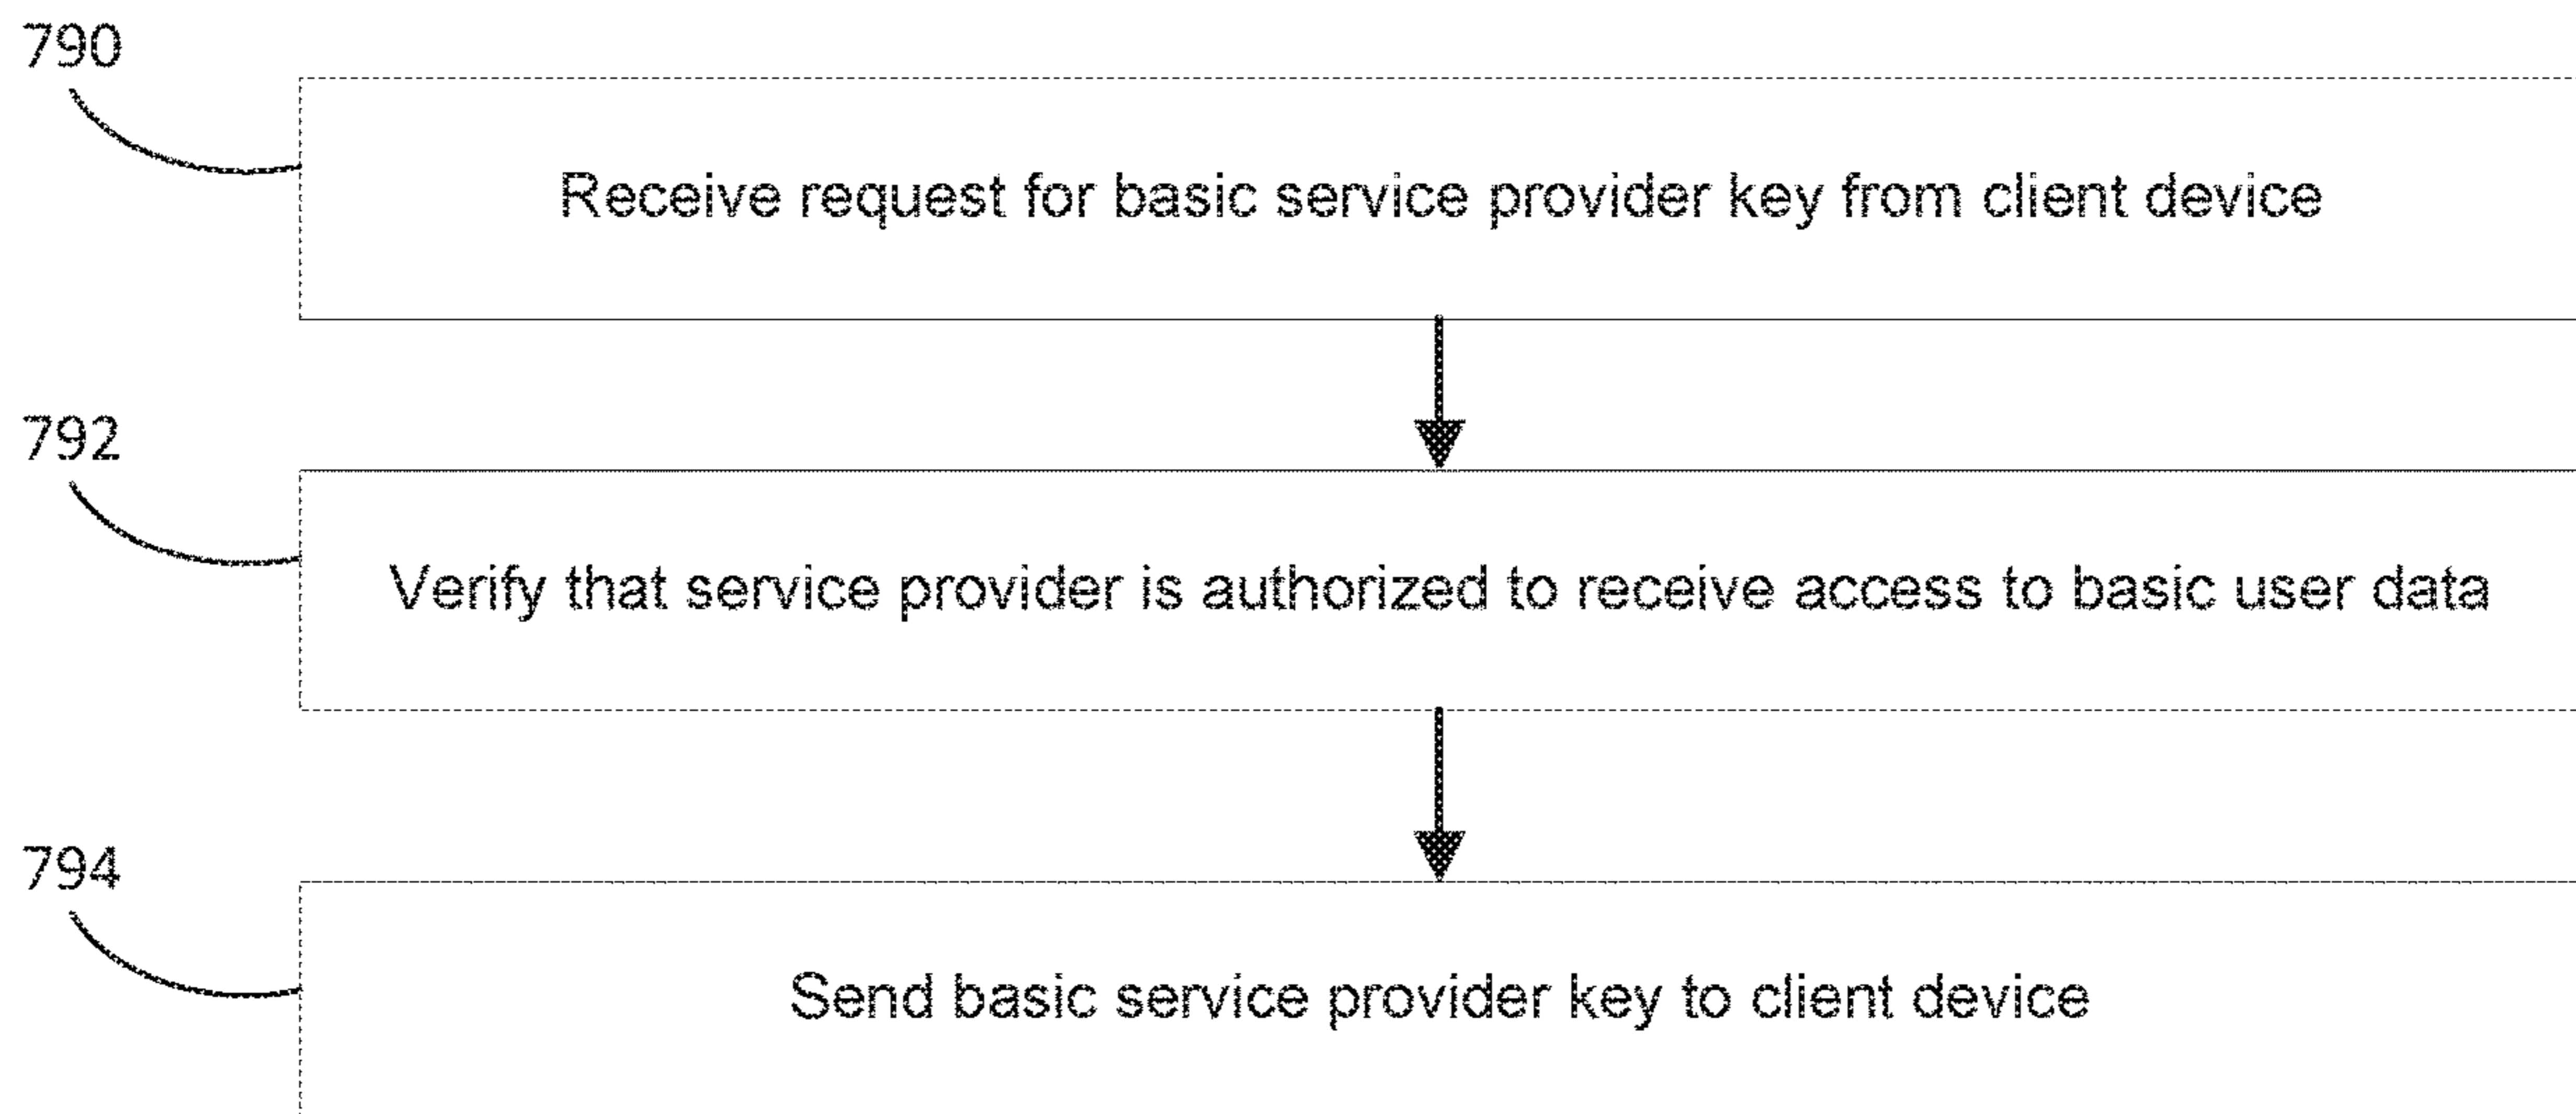 790
Receive request for basic service provider key from client device
792
Verify that service provider is authorized to receive access to basic user data
794
Send basic service provider key to client device